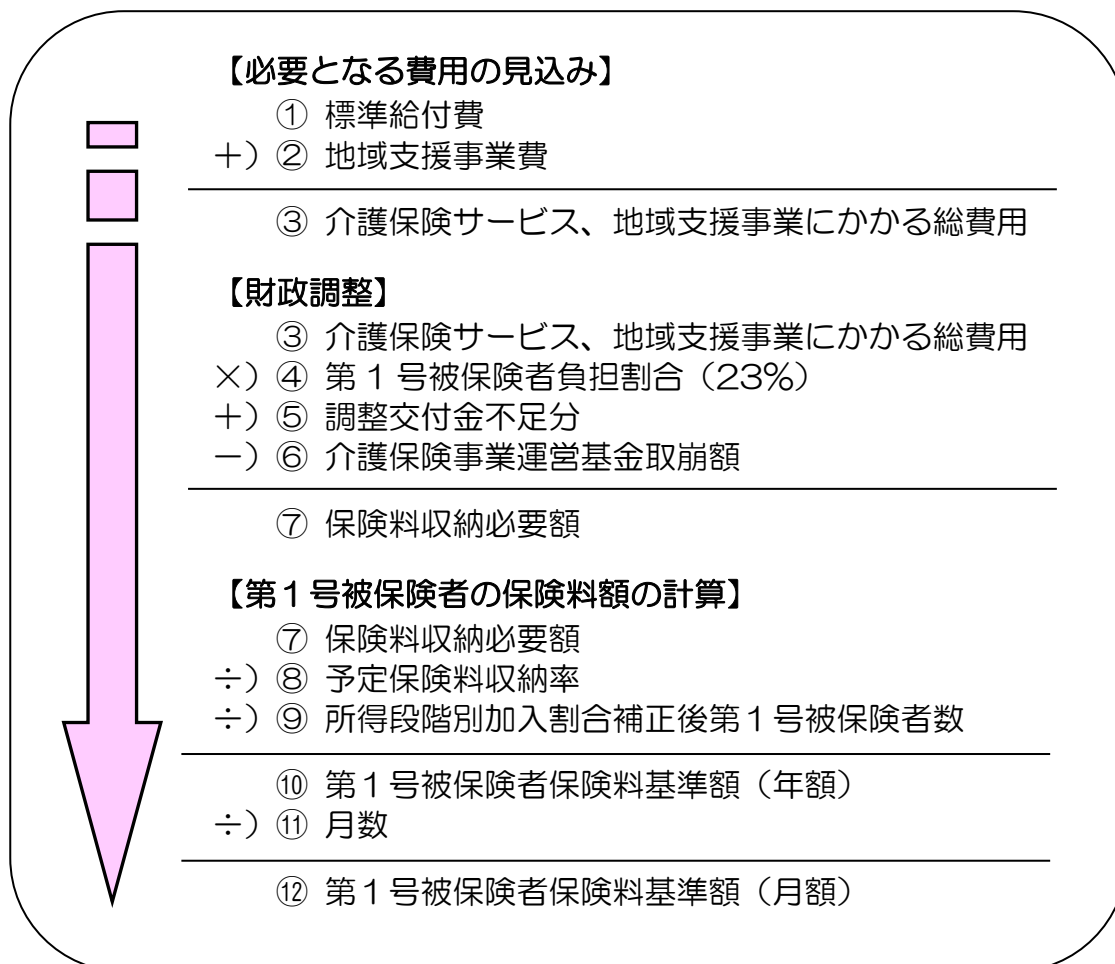 【必要となる費用の見込み】
① 標準給付費
＋）② 地域支援事業費
③ 介護保険サービス、地域支援事業にかかる総費用
【財政調整】
③ 介護保険サービス、地域支援事業にかかる総費用
×）④ 第１号被保険者負担割合（23％）
＋）⑤ 調整交付金不足分
－）⑥ 介護保険事業運営基金取崩額
⑦ 保険料収納必要額
【第１号被保険者の保険料額の計算】
⑦ 保険料収納必要額
÷）⑧ 予定保険料収納率
÷）⑨ 所得段階別加入割合補正後第１号被保険者数
⑩ 第１号被保険者保険料基準額（年額）
÷）⑪ 月数
⑫ 第１号被保険者保険料基準額（月額）